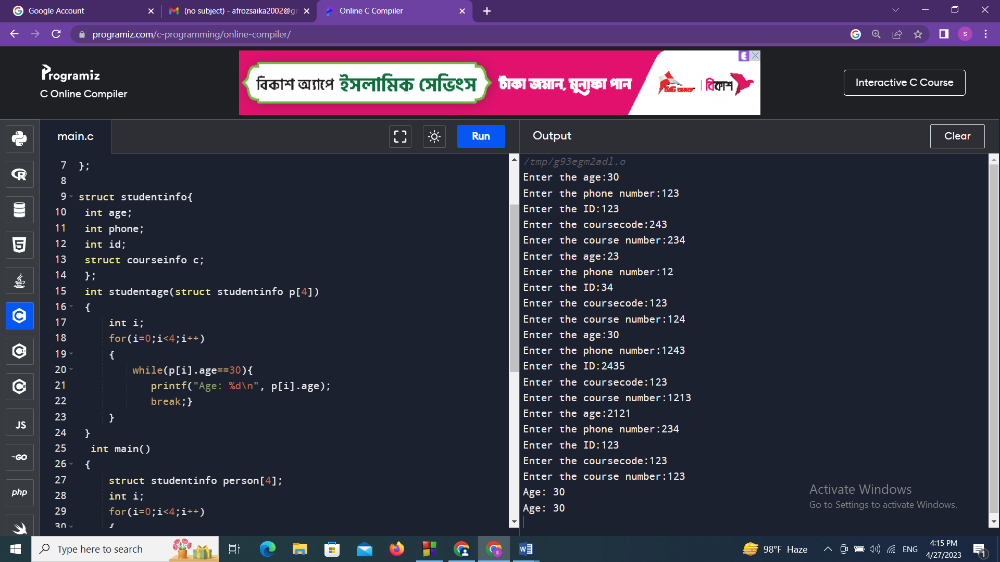 Google Account
(no subject) - afrozsaika2002@gr
Online C Compiler
programiz.com/c-programming/online-compiler/
s
Programiz
C Online Compiler
বিকাশ অ্যাপে ইসলামিক সেভিংস
টাকা জমান, মুনাফা পান
বিকাশ
Interactive C Course
main.c
Run
Output
Clear
7 };
8
9 struct studentinfo{
10 int age;
11 int phone;
12 int id;
13 struct courseinfo c;
14 };
15 int studentage(struct studentinfo p[4])
16 {
17 int i;
18 for(i=0;i<4;i++)
19 {
20 while(p[i].age==30){
21 printf("Age: %d\n", p[i].age);
22 break;}
23 }
24 }
25 int main()
26 {
27 struct studentinfo person[4];
28 int i;
29 for(i=0;i<4;i++)
30 {
/tmp/g93egm2adl.o
Enter the age:30
Enter the phone number:123
Enter the ID:123
Enter the coursecode:243
Enter the course number:234
Enter the age:23
Enter the phone number:12
Enter the ID:34
Enter the coursecode:123
Enter the course number:124
Enter the age:30
Enter the phone number:1243
Enter the ID:2435
Enter the coursecode:123
Enter the course number:1213
Enter the age:2121
Enter the phone number:234
Enter the ID:123
Enter the coursecode:123
Enter the course number:123
Age: 30
Age: 30
JS
GO
php
Activate Windows
Go to Settings to activate Windows.
Type here to search
98°F Haze
ENG
4:15 PM
4/27/2023
1